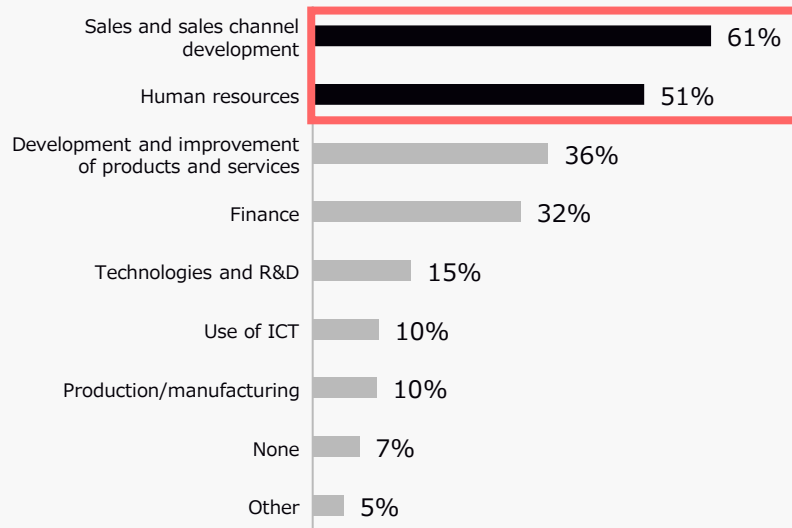 Sales and sales channel
development
61%
Human resources
51%
Development and improvement
of products and services
36%
Finance
32%
Technologies and R&D
15%
Use of ICT
10%
Production/manufacturing
10%
None
7%
Other
5%